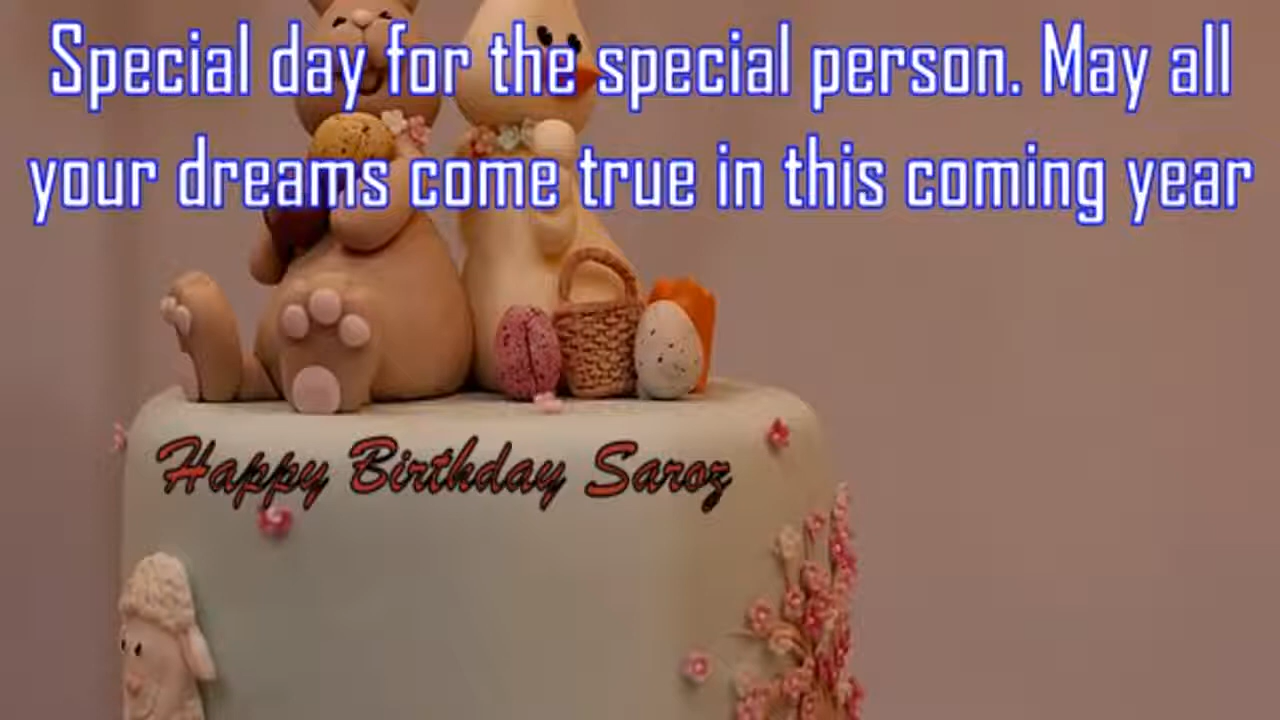 Special day for the special person. May all
your dreams come true in this coming year
Happy Birthday Saroz